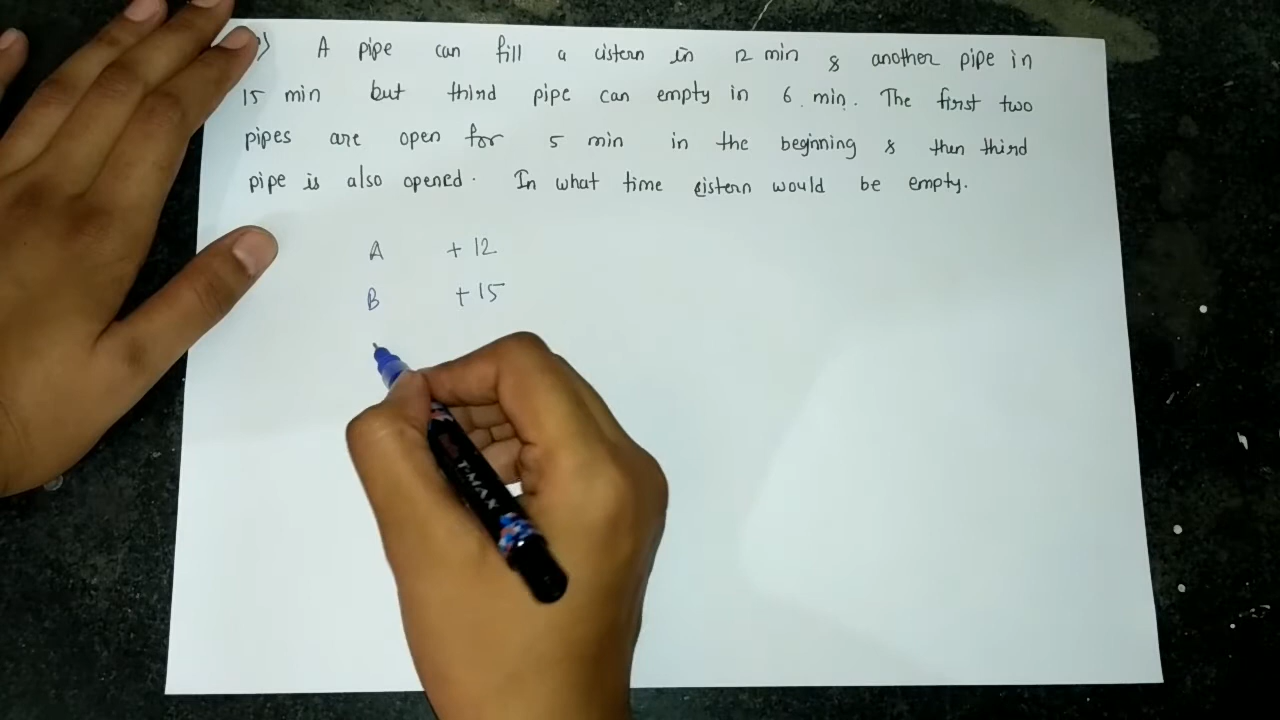 A pipe can fill a cistern in 12 min & another pipe in
15 min but third pipe can empty in 6 min. The first two
pipes are open for 5 min in the beginning & then third
pipe is also opened. In what time cistern would be empty.
A +12
B +15
T-MAX